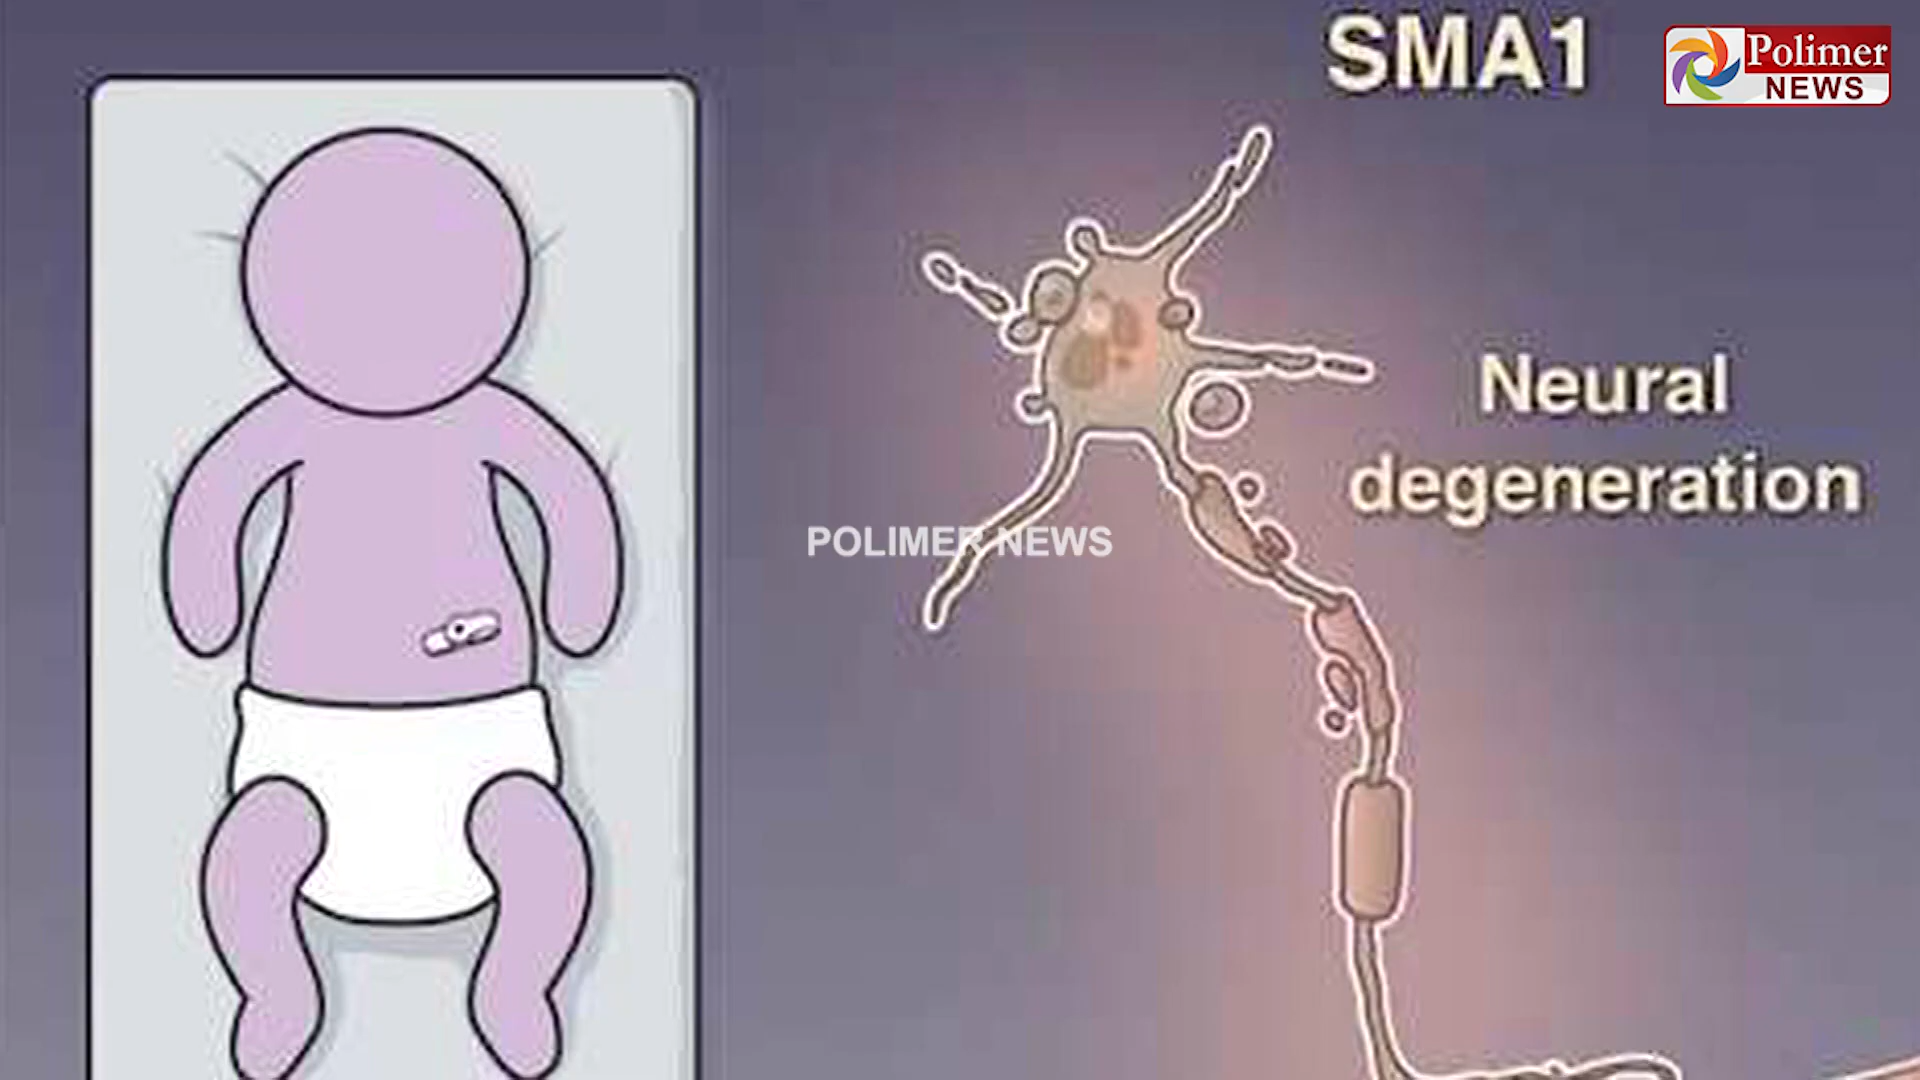 SMA1
Polimer
NEWS
Neural
degeneration
POLIMER NEWS